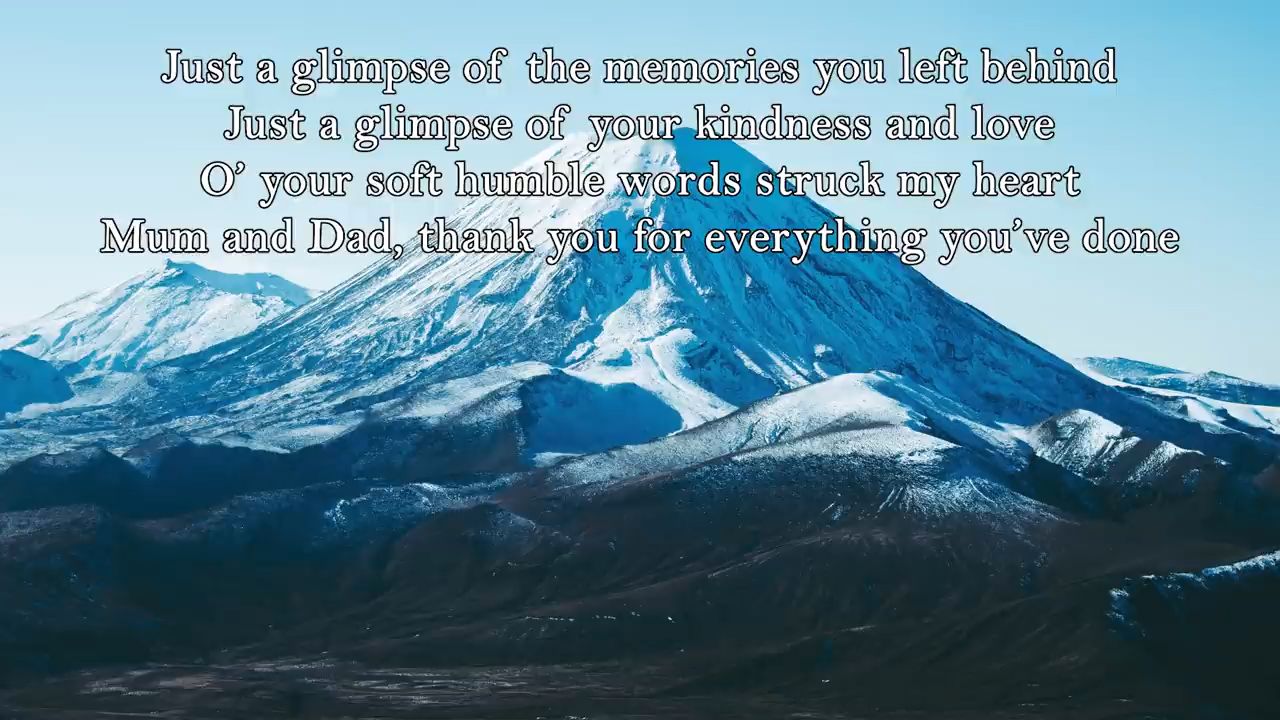 Just a glimpse of the memories you left behind
Just a glimpse of your kindness and love
O’ your soft humble words struck my heart
Mum and Dad, thank you for everything you’ve done